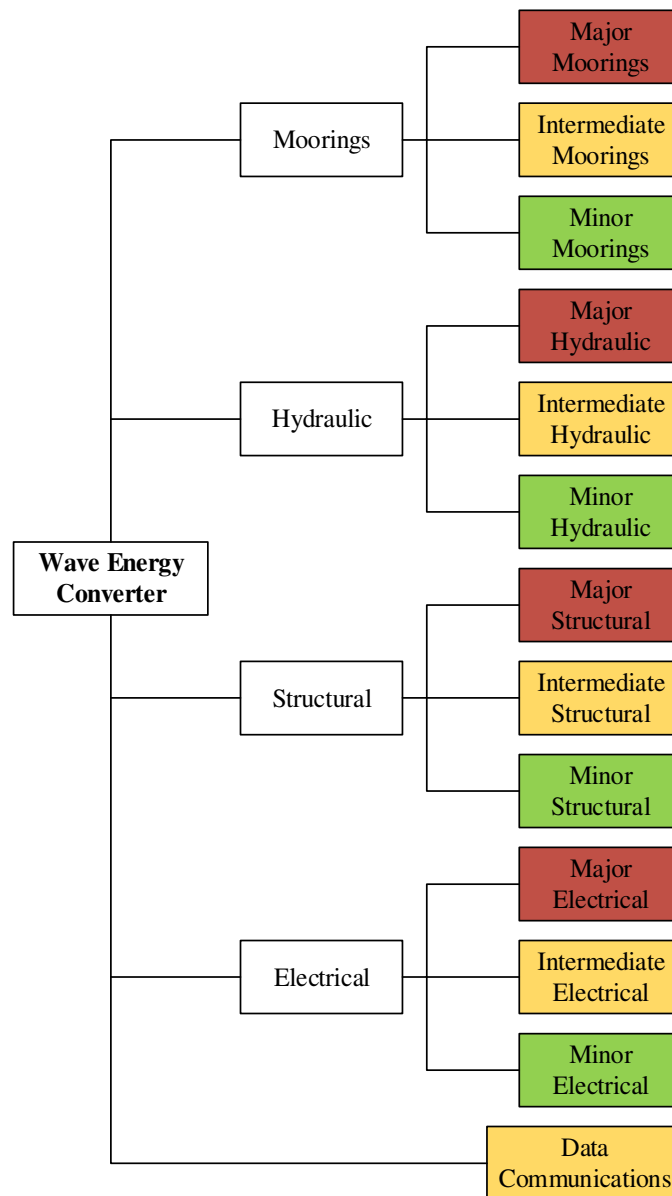 Major
Moorings
Moorings
Intermediate
Moorings
Minor
Moorings
Major
Hydraulic
Hydraulic
Intermediate
Hydraulic
Minor
Hydraulic
Wave Energy
Converter
Major
Structural
Structural
Intermediate
Structural
Minor
Structural
Major
Electrical
Electrical
Intermediate
Electrical
Minor
Electrical
Data
Communications